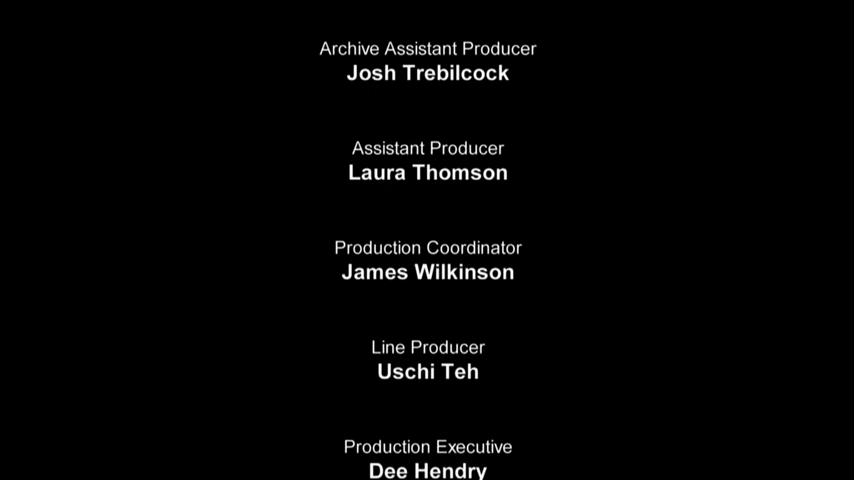 Archive Assistant Producer
Josh Trebilcock
Assistant Producer
Laura Thomson
Production Coordinator
James Wilkinson
Line Producer
Uschi Teh
Production Executive
Dee Hendry